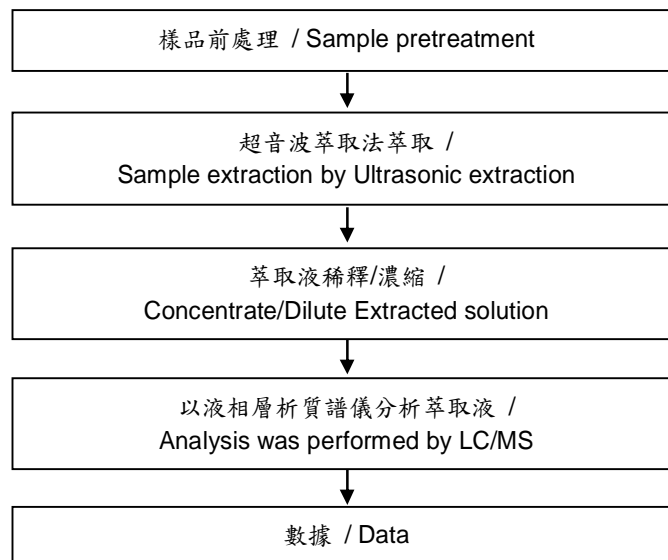 樣品前處理 / Sample pretreatment
超音波萃取法萃取 /
Sample extraction by Ultrasonic extraction
萃取液稀釋/濃縮 /
Concentrate/Dilute Extracted solution
以液相層析質譜儀分析萃取液 /
Analysis was performed by LC/MS
數據 / Data